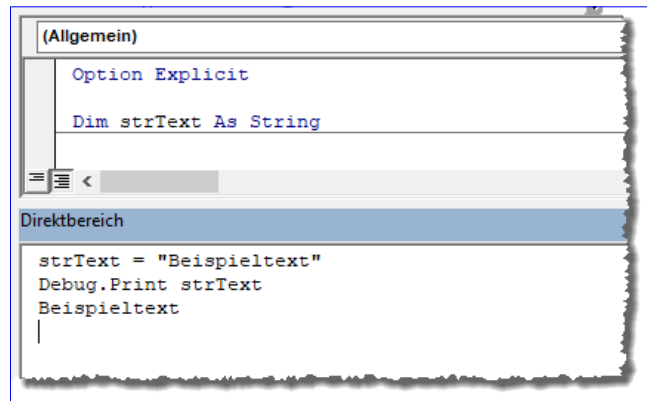 (Allgemein)
Option Explicit
Dim strText As String
Direktbereich
strText = "Beispieltext"
Debug.Print strText
Beispieltext